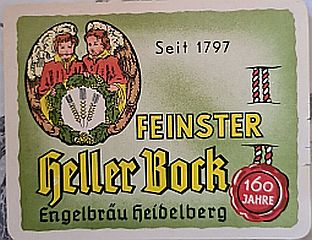 Seit 1797
FEINSTER
Heller Bock
160
JAHRE
Engelbräu Heidelberg